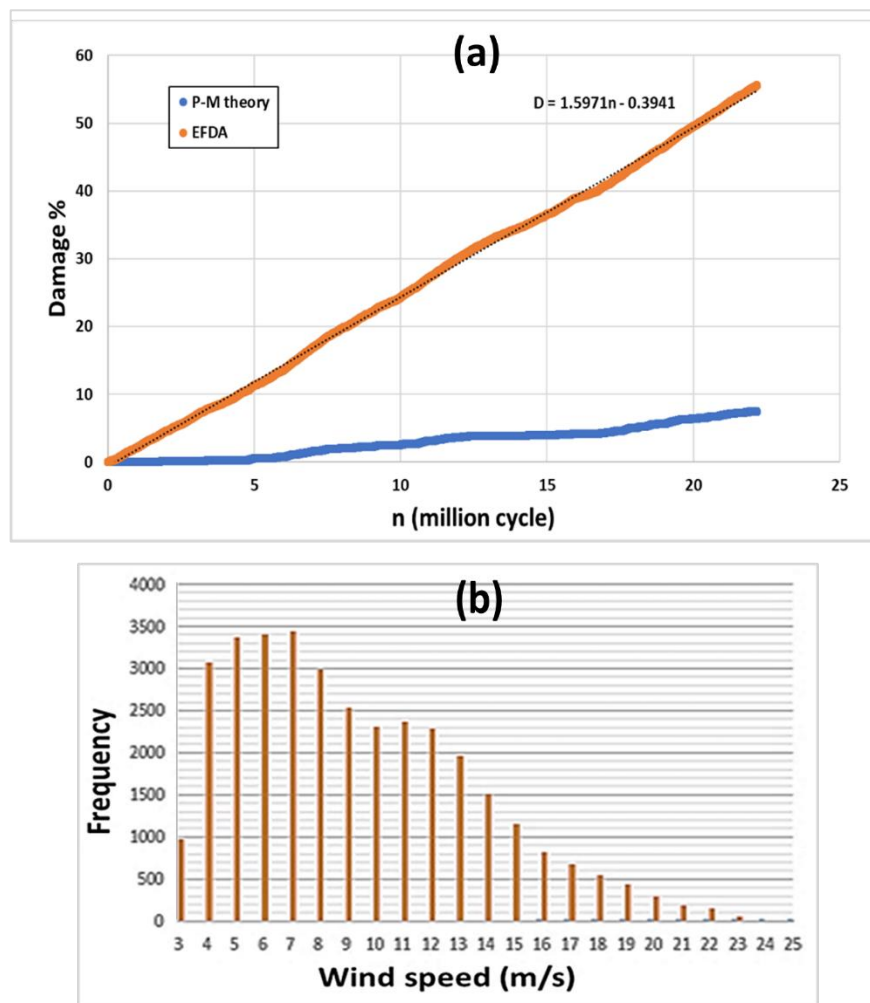 (a)
60
50
40
30
20
10
0
Damage %
P-M theory
EFDA
D = 1.5971n - 0.3941
0 5 10 15 20 25
n (million cycle)
(b)
4000
3500
3000
2500
2000
1500
1000
500
0
Frequency
3 4 5 6 7 8 9 10 11 12 13 14 15 16 17 18 19 20 21 22 23 24 25
Wind speed (m/s)